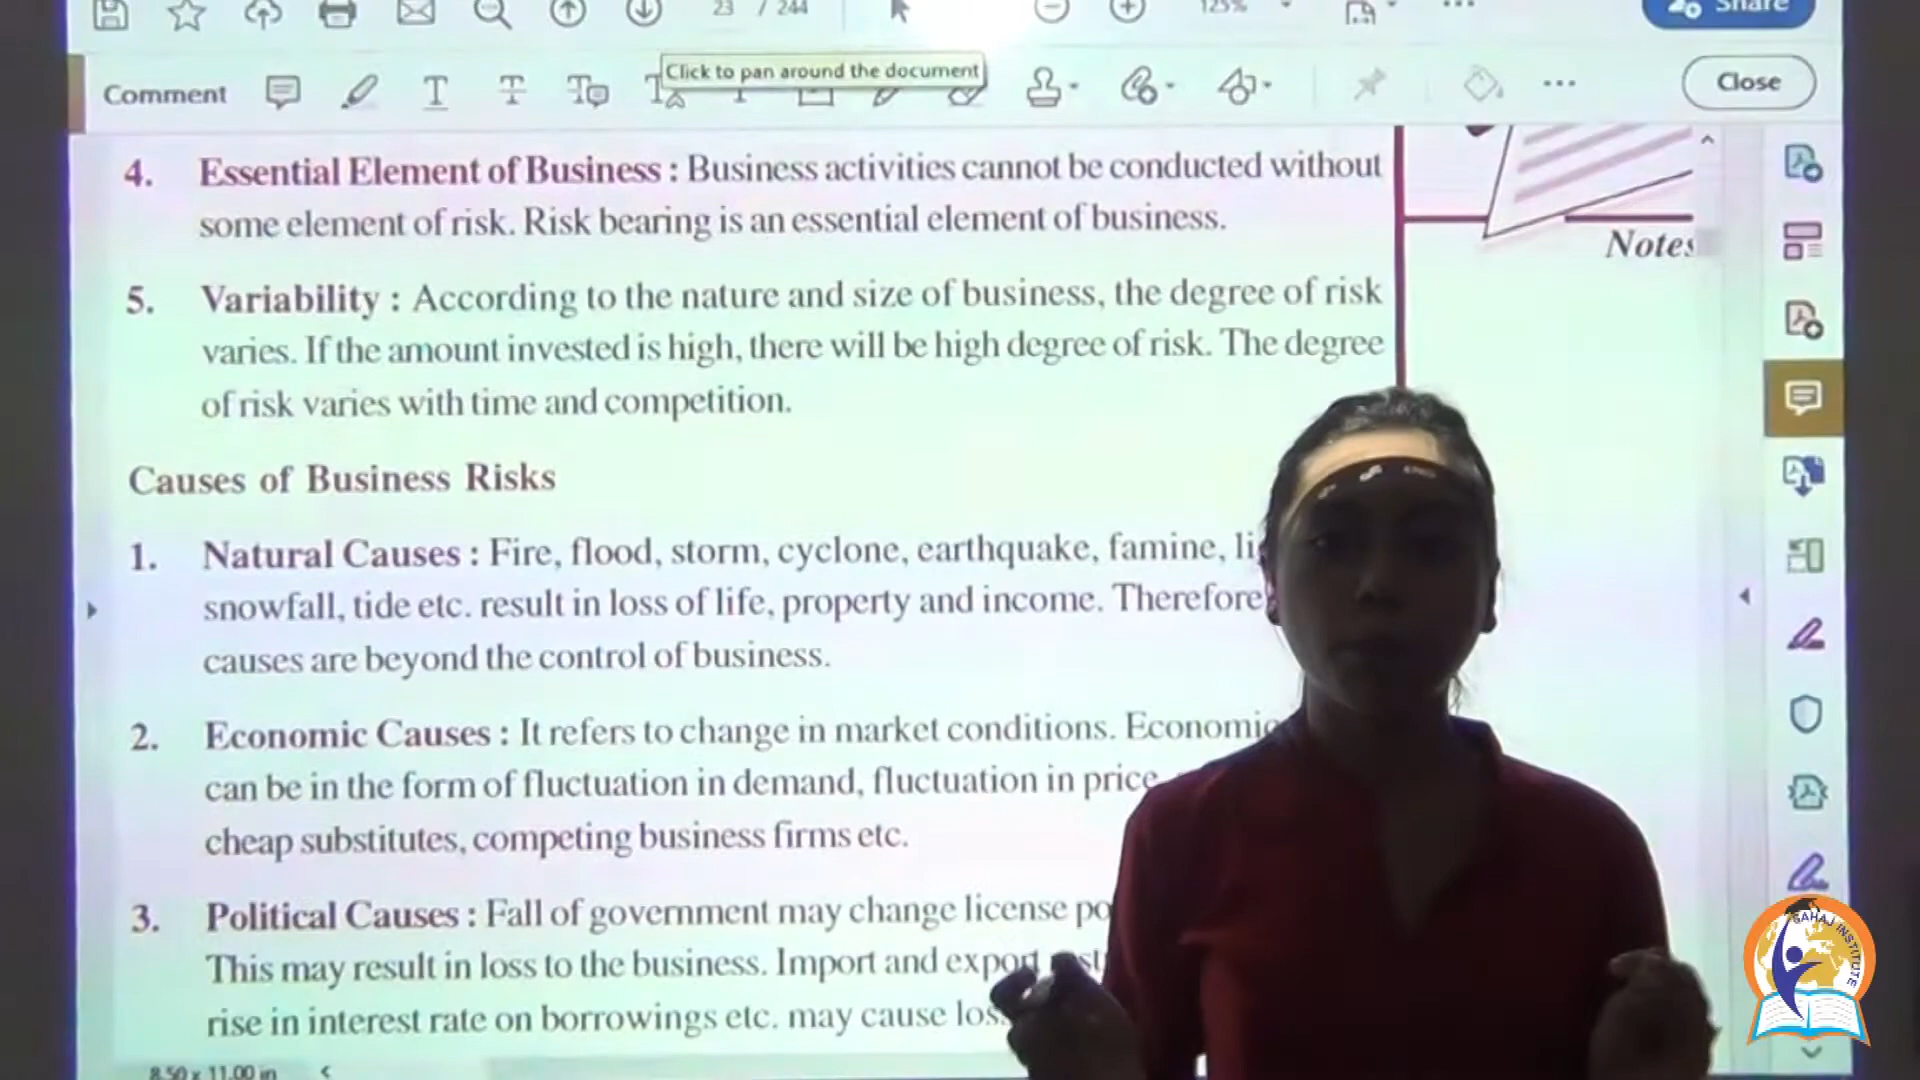 23 / 244
125%
Share
Click to pan around the document
Comment
Close
4. Essential Element of Business : Business activities cannot be conducted without
some element of risk. Risk bearing is an essential element of business.
Notes
5. Variability : According to the nature and size of business, the degree of risk
varies. If the amount invested is high, there will be high degree of risk. The degree
of risk varies with time and competition.
Causes of Business Risks
1. Natural Causes : Fire, flood, storm, cyclone, earthquake, famine,
snowfall, tide etc. result in loss of life, property and income. Therefore
causes are beyond the control of business.
2. Economic Causes : It refers to change in market conditions. Economic
can be in the form of fluctuation in demand, fluctuation in price
cheap substitutes, competing business firms etc.
3. Political Causes : Fall of government may change license
This may result in loss to the business. Import and export
rise in interest rate on borrowings etc. may cause
8.50 x 11.00 in
SAHAJ INSTITUTE